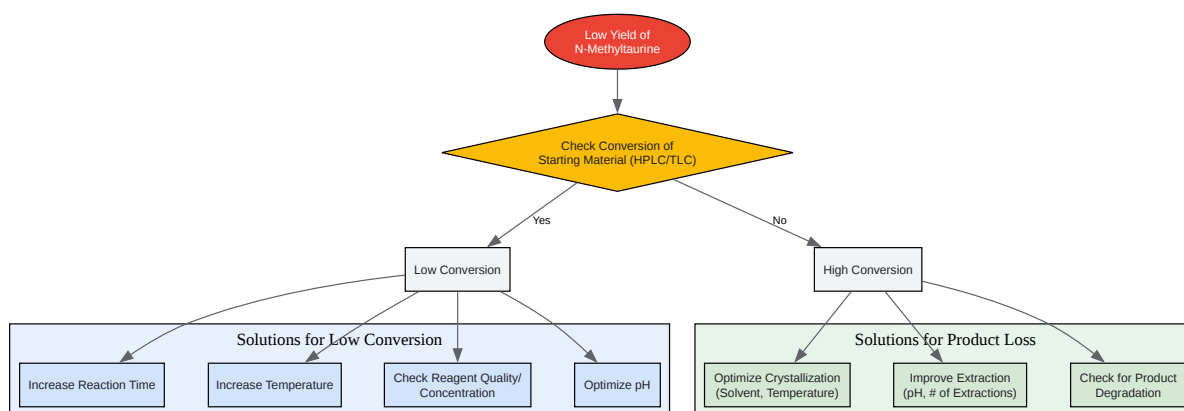 Low Yield of
N-Methyltaurine
Check Conversion of
Starting Material (HPLC/TLC)
Yes
No
Low Conversion
High Conversion
Solutions for Low Conversion
Solutions for Product Loss
Increase Reaction Time
Increase Temperature
Check Reagent Quality/
Concentration
Optimize pH
Optimize Crystallization
(Solvent, Temperature)
Improve Extraction
(pH, # of Extractions)
Check for Product
Degradation